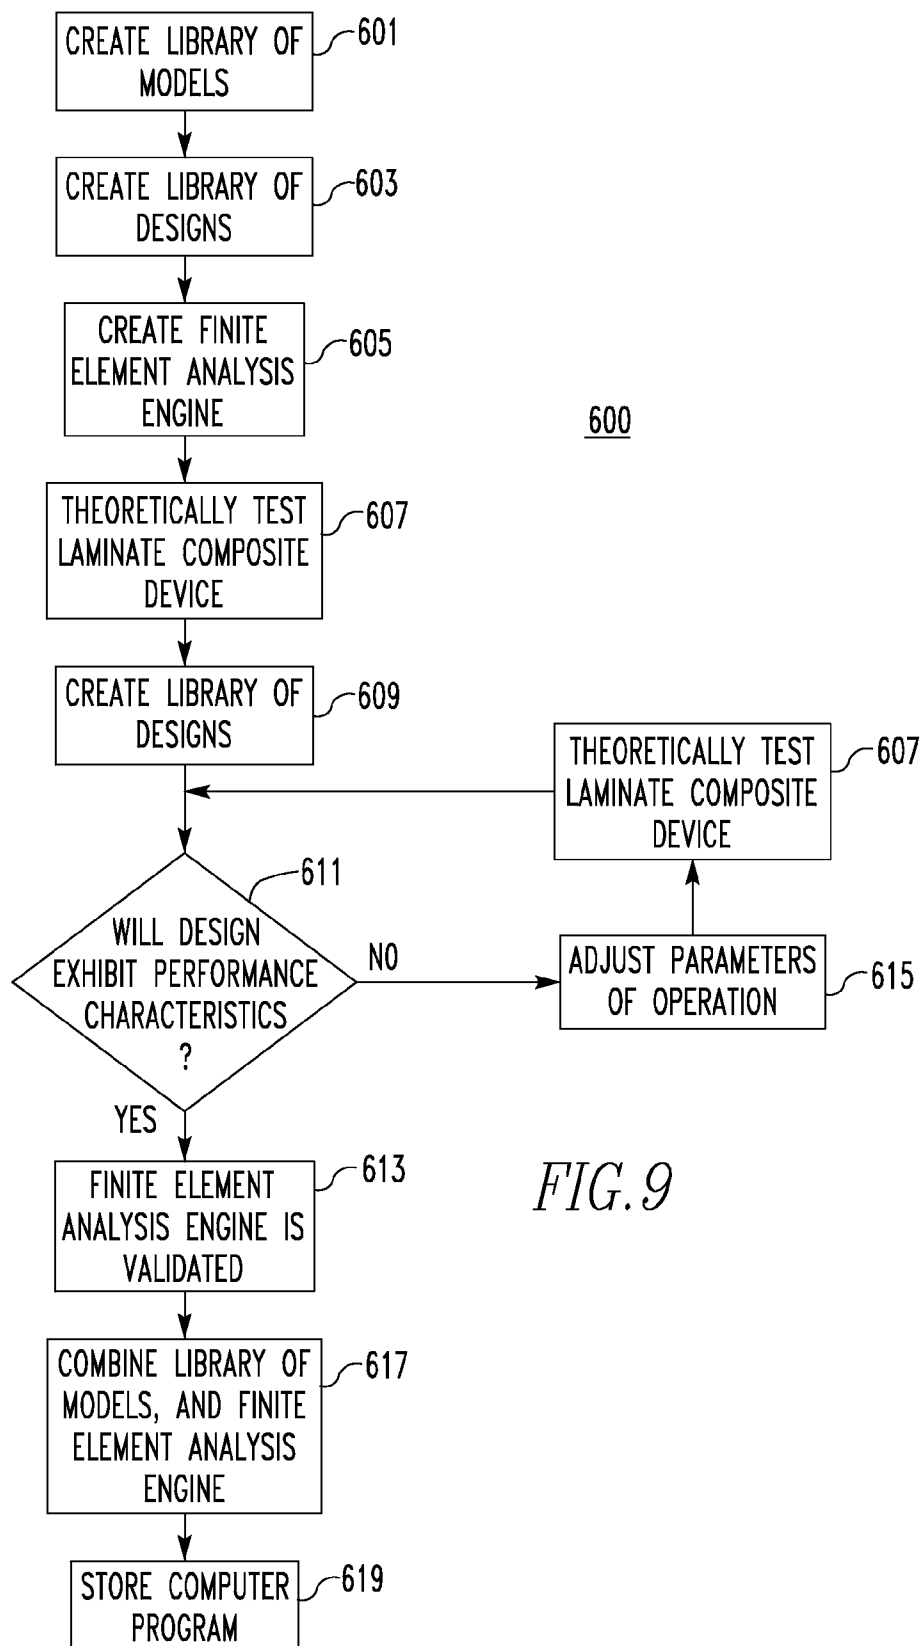 CREATE LIBRARY OF
MODELS
601
CREATE LIBRARY OF
DESIGNS
603
CREATE FINITE
ELEMENT ANALYSIS
ENGINE
605
600
THEORETICALLY TEST
LAMINATE COMPOSITE
DEVICE
607
CREATE LIBRARY OF
DESIGNS
609
THEORETICALLY TEST
LAMINATE COMPOSITE
DEVICE
607
611
WILL DESIGN
EXHIBIT PERFORMANCE
CHARACTERISTICS
?
NO
ADJUST PARAMETERS
OF OPERATION
615
YES
FINITE ELEMENT
ANALYSIS ENGINE IS
VALIDATED
613
FIG. 9
COMBINE LIBRARY OF
MODELS, AND FINITE
ELEMENT ANALYSIS
ENGINE
617
STORE COMPUTER
PROGRAM
619